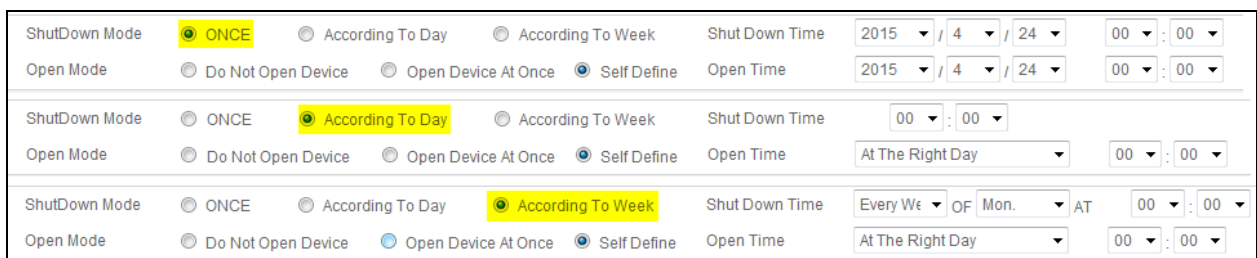 ShutDown Mode ONCE According To Day According To Week Shut Down Time 2015 / 4 / 24 00 : 00
Open Mode Do Not Open Device Open Device At Once Self Define Open Time 2015 / 4 / 24 00 : 00
ShutDown Mode ONCE According To Day According To Week Shut Down Time 00 : 00
Open Mode Do Not Open Device Open Device At Once Self Define Open Time At The Right Day 00 : 00
ShutDown Mode ONCE According To Day According To Week Shut Down Time Every We OF Mon. AT 00 : 00
Open Mode Do Not Open Device Open Device At Once Self Define Open Time At The Right Day 00 : 00